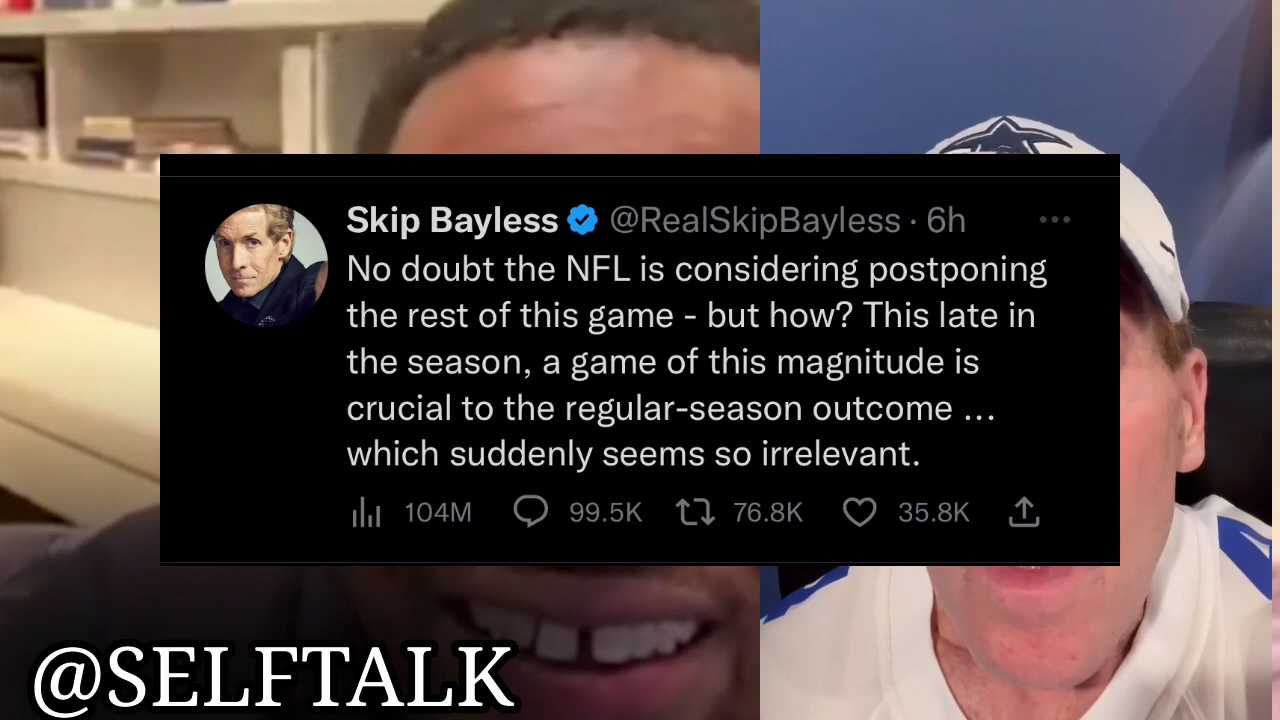 Skip Bayless @RealSkipBayless · 6h
No doubt the NFL is considering postponing
the rest of this game - but how? This late in
the season, a game of this magnitude is
crucial to the regular-season outcome ...
which suddenly seems so irrelevant.
104M 99.5K 76.8K 35.8K
@SELFTALK